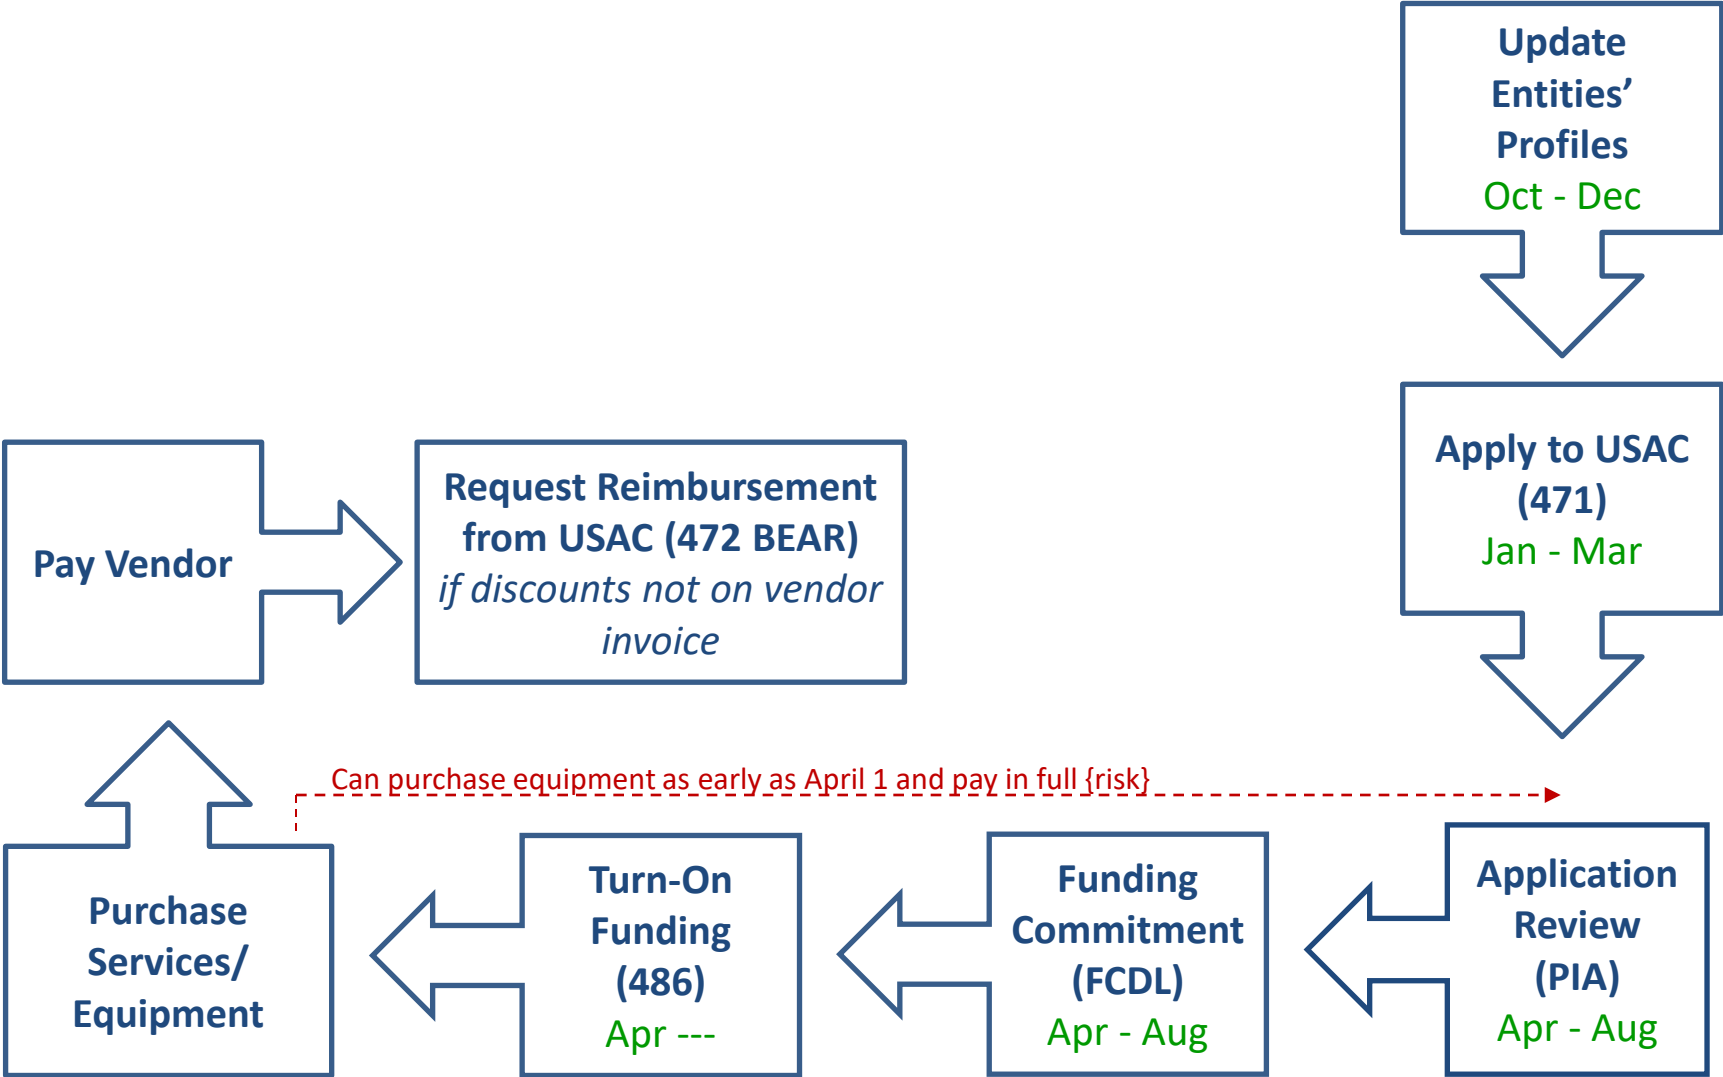 Update
Entities’
Profiles
Oct - Dec
Apply to USAC
(471)
Jan - Mar
Pay Vendor
Request Reimbursement
from USAC (472 BEAR)
if discounts not on vendor
invoice
Can purchase equipment as early as April 1 and pay in full {risk}
Purchase
Services/
Equipment
Turn-On
Funding
(486)
Apr ---
Funding
Commitment
(FCDL)
Apr - Aug
Application
Review
(PIA)
Apr - Aug